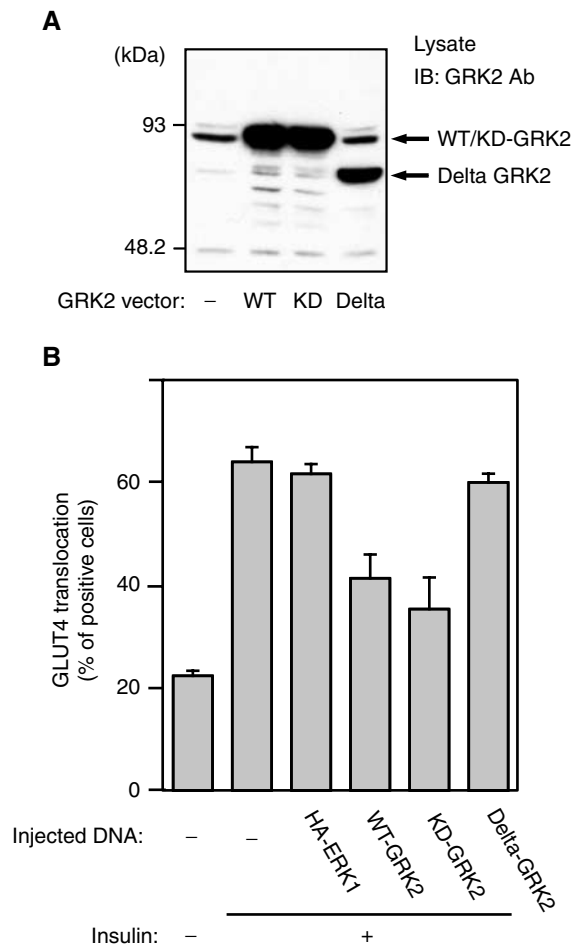 A
(kDa)
Lysate
IB: GRK2 Ab
93
WT/KD-GRK2
Delta GRK2
48.2
GRK2 vector: – WT KD Delta
B
GLUT4 translocation
(% of positive cells)
60
40
20
0
Injected DNA: – – HA-ERK1 WT-GRK2 KD-GRK2 Delta-GRK2
Insulin: – +